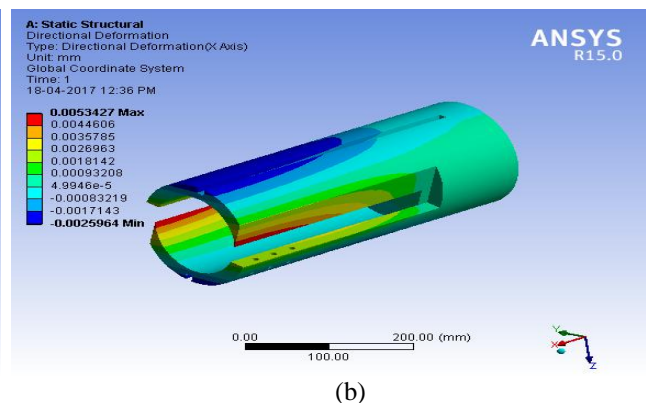 A: Static Structural
Directional Deformation
Type: Directional Deformation(X Axis)
Unit: mm
Global Coordinate System
Time: 1
18-04-2017 12:36 PM
ANSYS
R15.0
0.0053427 Max
0.0044606
0.0035785
0.0026963
0.0018142
0.00093208
4.9946e-5
-0.00083219
-0.0017143
-0.0025964 Min
0.00 200.00 (mm)
100.00
Y
X
Z
(b)